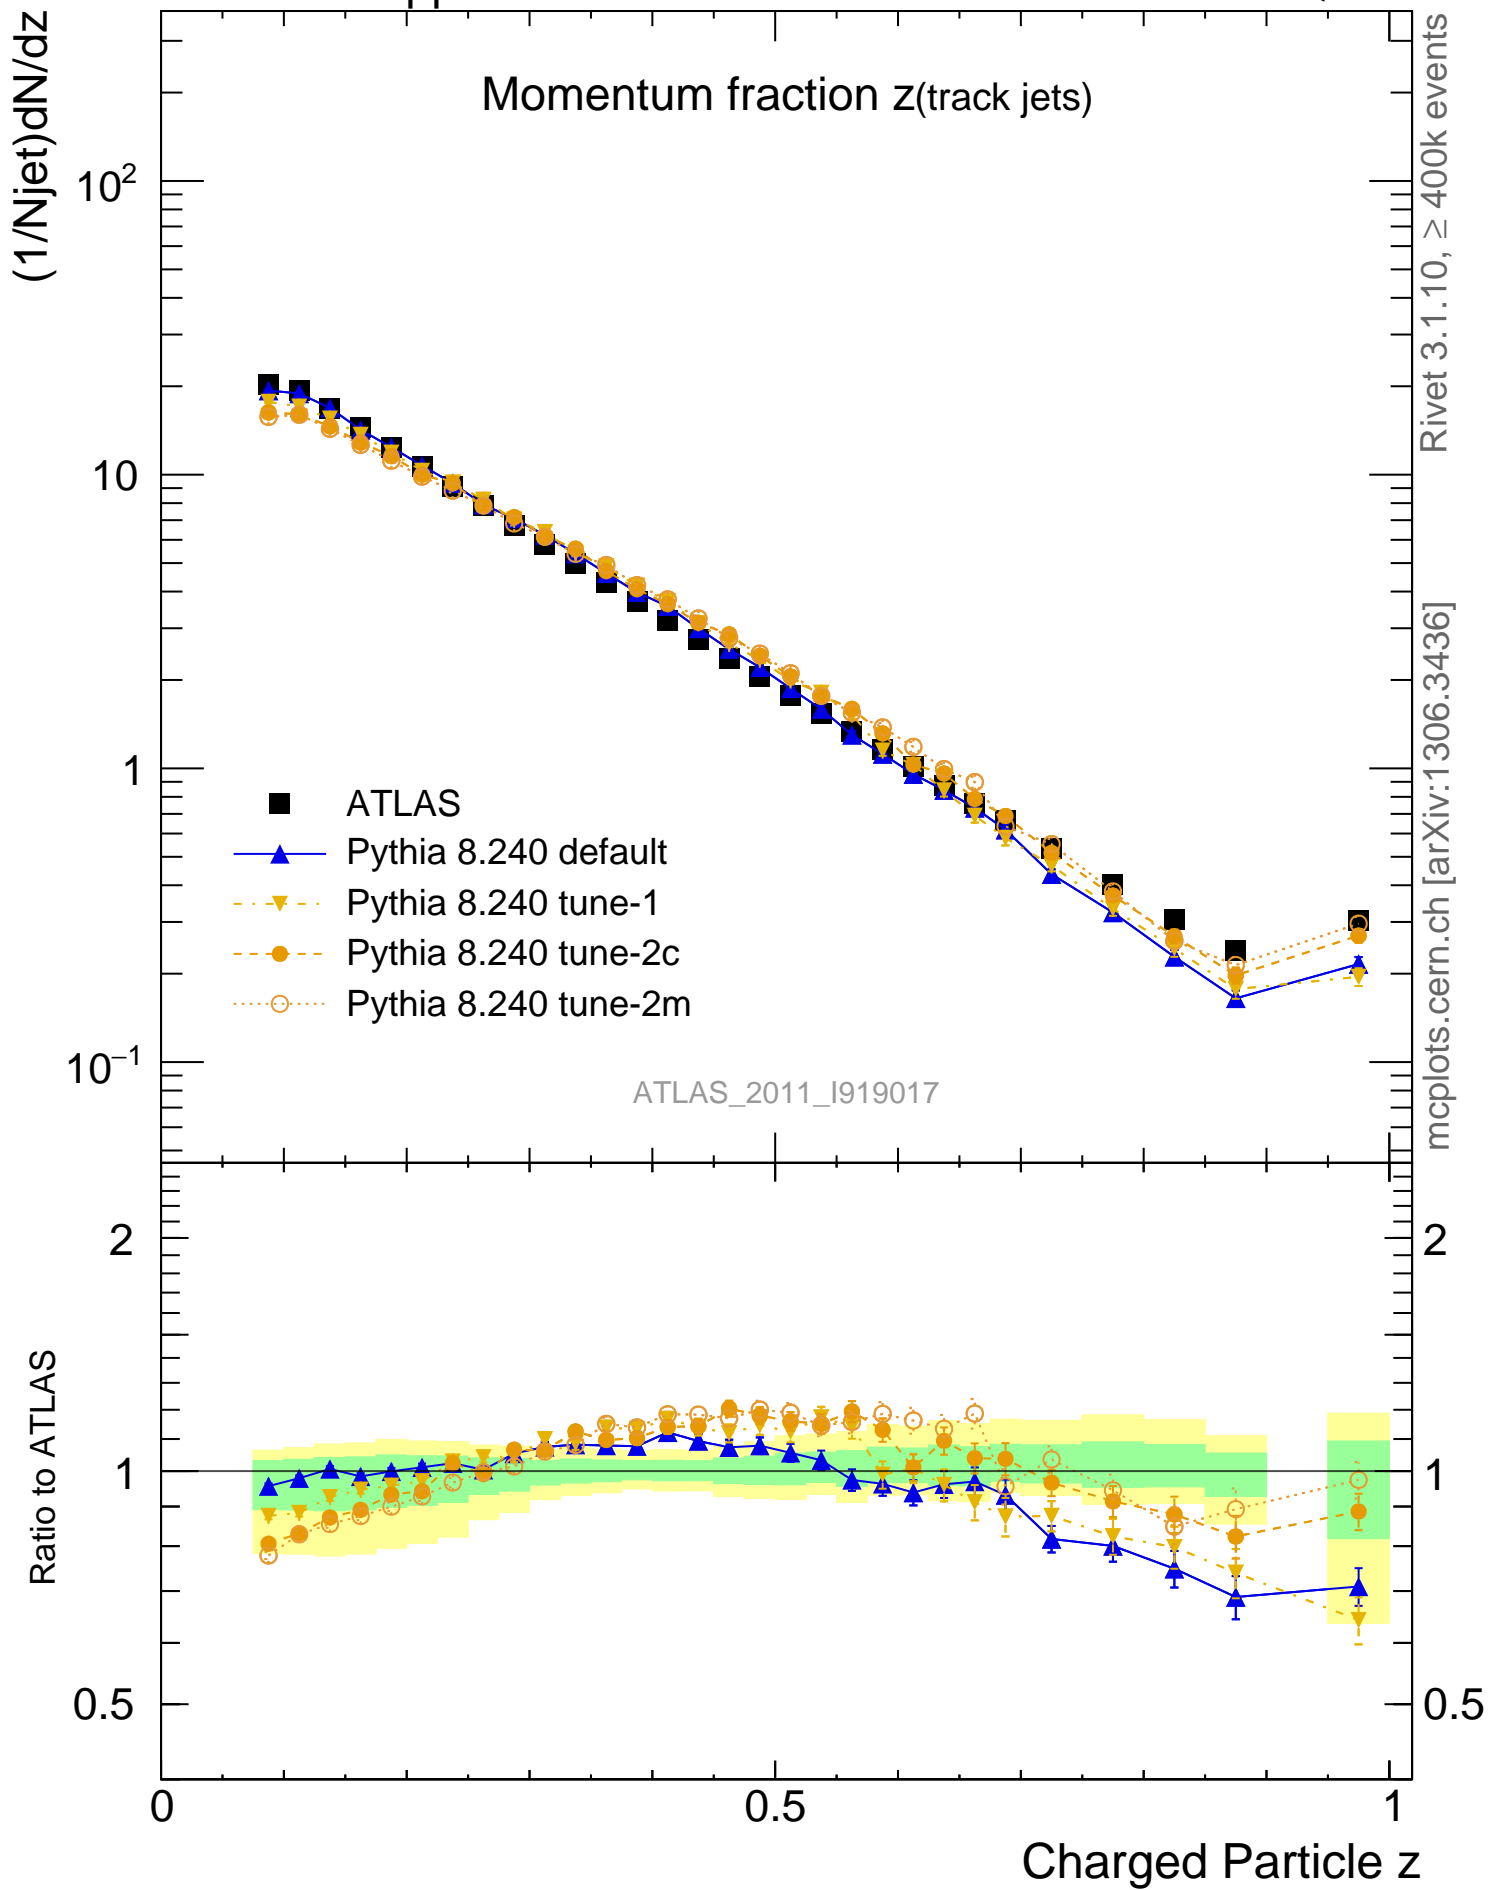 (1/Njet)dN/dz
Momentum fraction z(track jets)
10²
10
1
10⁻¹
ATLAS
Pythia 8.240 default
Pythia 8.240 tune-1
Pythia 8.240 tune-2c
Pythia 8.240 tune-2m
ATLAS_2011_I919017
Rivet 3.1.10, ≥ 400k events
mcplots.cern.ch [arXiv:1306.3436]
Ratio to ATLAS
2
1
0.5
2
1
0.5
0
0.5
1
Charged Particle z